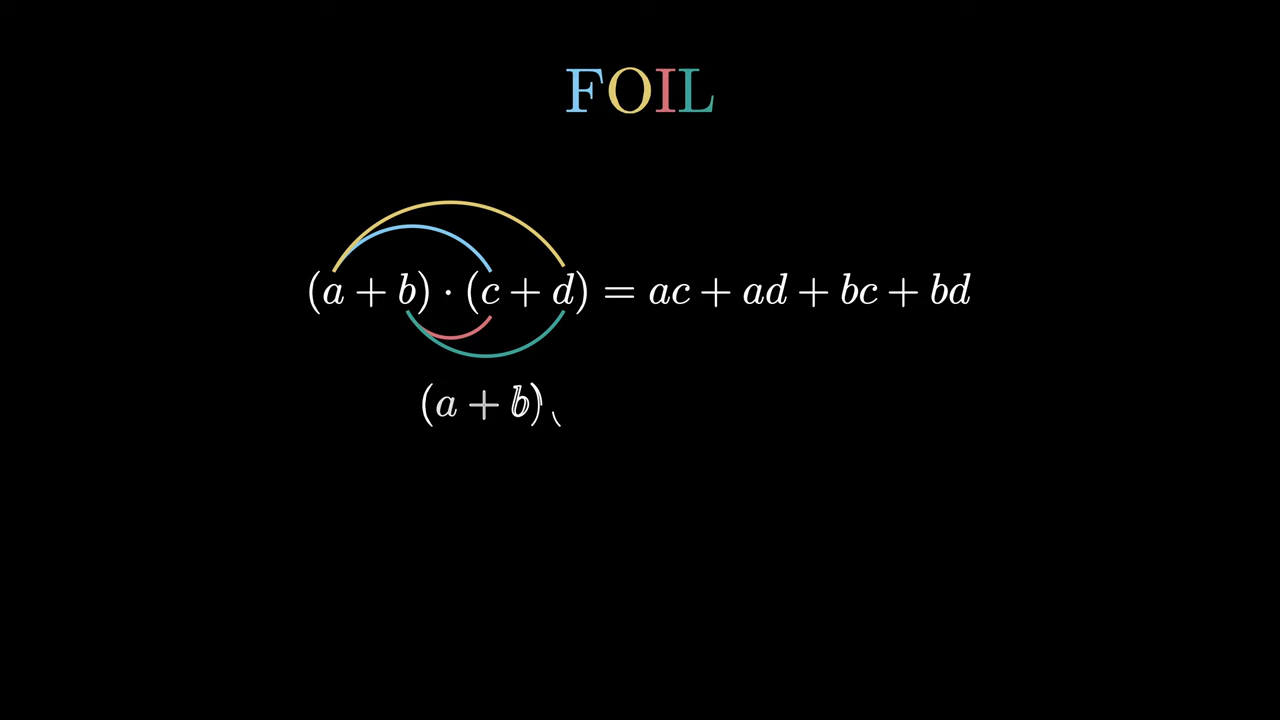 FOIL
(a + b) · (c + d) = ac + ad + bc + bd
(a + b)